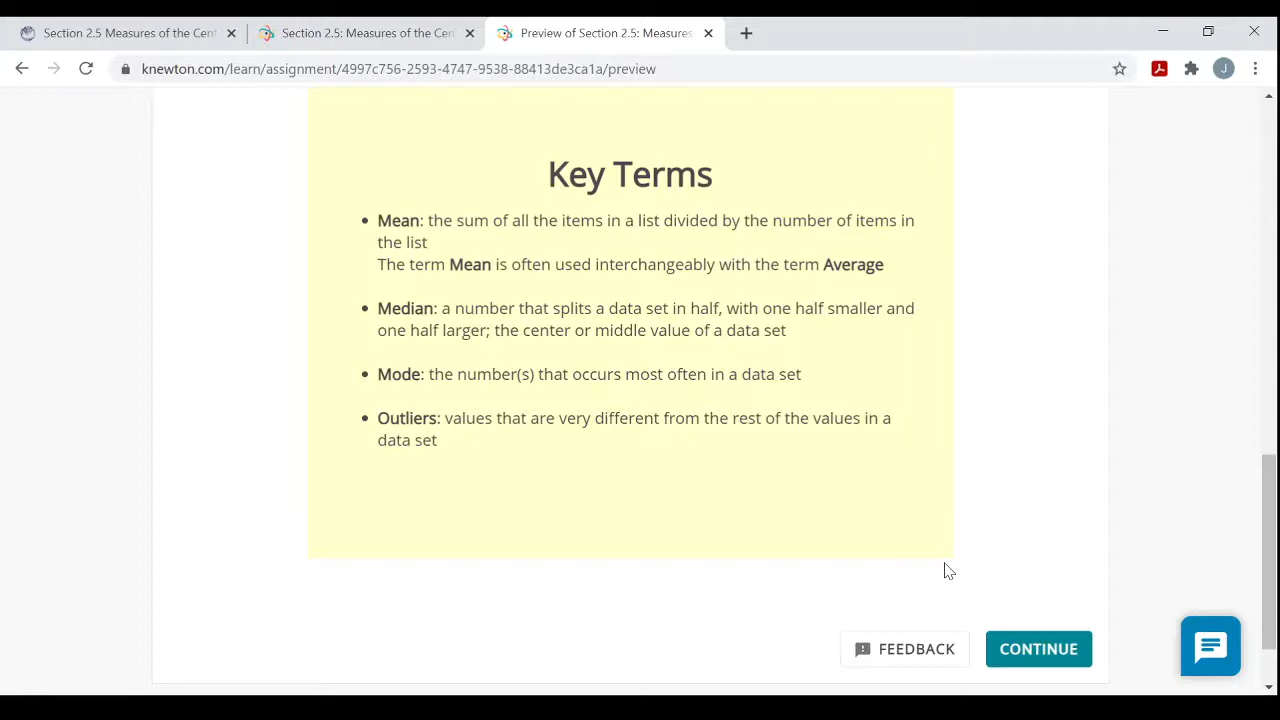 Section 2.5 Measures of the Cent
Section 2.5: Measures of the Cen
Preview of Section 2.5: Measures
knewton.com/learn/assignment/4997c756-2593-4747-9538-88413de3ca1a/preview
J
Key Terms
• Mean: the sum of all the items in a list divided by the number of items in
the list
The term Mean is often used interchangeably with the term Average
• Median: a number that splits a data set in half, with one half smaller and
one half larger; the center or middle value of a data set
• Mode: the number(s) that occurs most often in a data set
• Outliers: values that are very different from the rest of the values in a
data set
FEEDBACK
CONTINUE